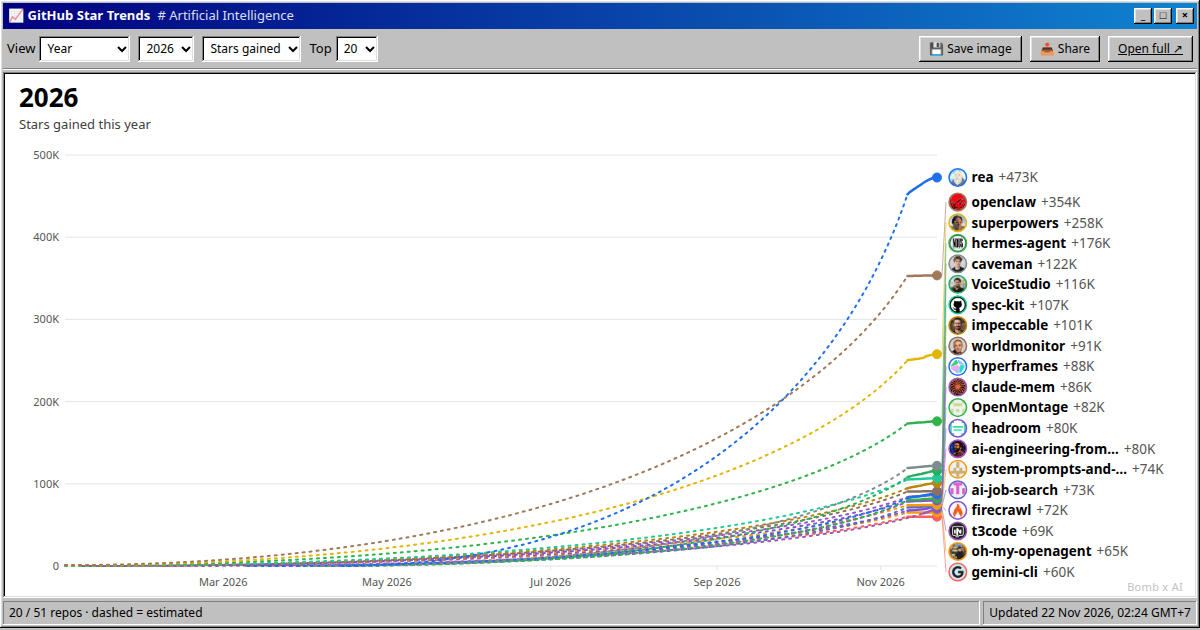 GitHub Star Trends # Artificial Intelligence
View Year 2026 Stars gained Top 20 Save image Share Open full ↗
2026
Stars gained this year
500K
400K
300K
200K
100K
0
Mar 2026 May 2026 Jul 2026 Sep 2026 Nov 2026
rea +473K
openclaw +354K
superpowers +258K
hermes-agent +176K
caveman +122K
VoiceStudio +116K
spec-kit +107K
impeccable +101K
worldmonitor +91K
hyperframes +88K
claude-mem +86K
OpenMontage +82K
headroom +80K
ai-engineering-from... +80K
system-prompts-and-... +74K
ai-job-search +73K
firecrawl +72K
t3code +69K
oh-my-openagent +65K
gemini-cli +60K
Bomb x AI
20 / 51 repos · dashed = estimated
Updated 22 Nov 2026, 02:24 GMT+7